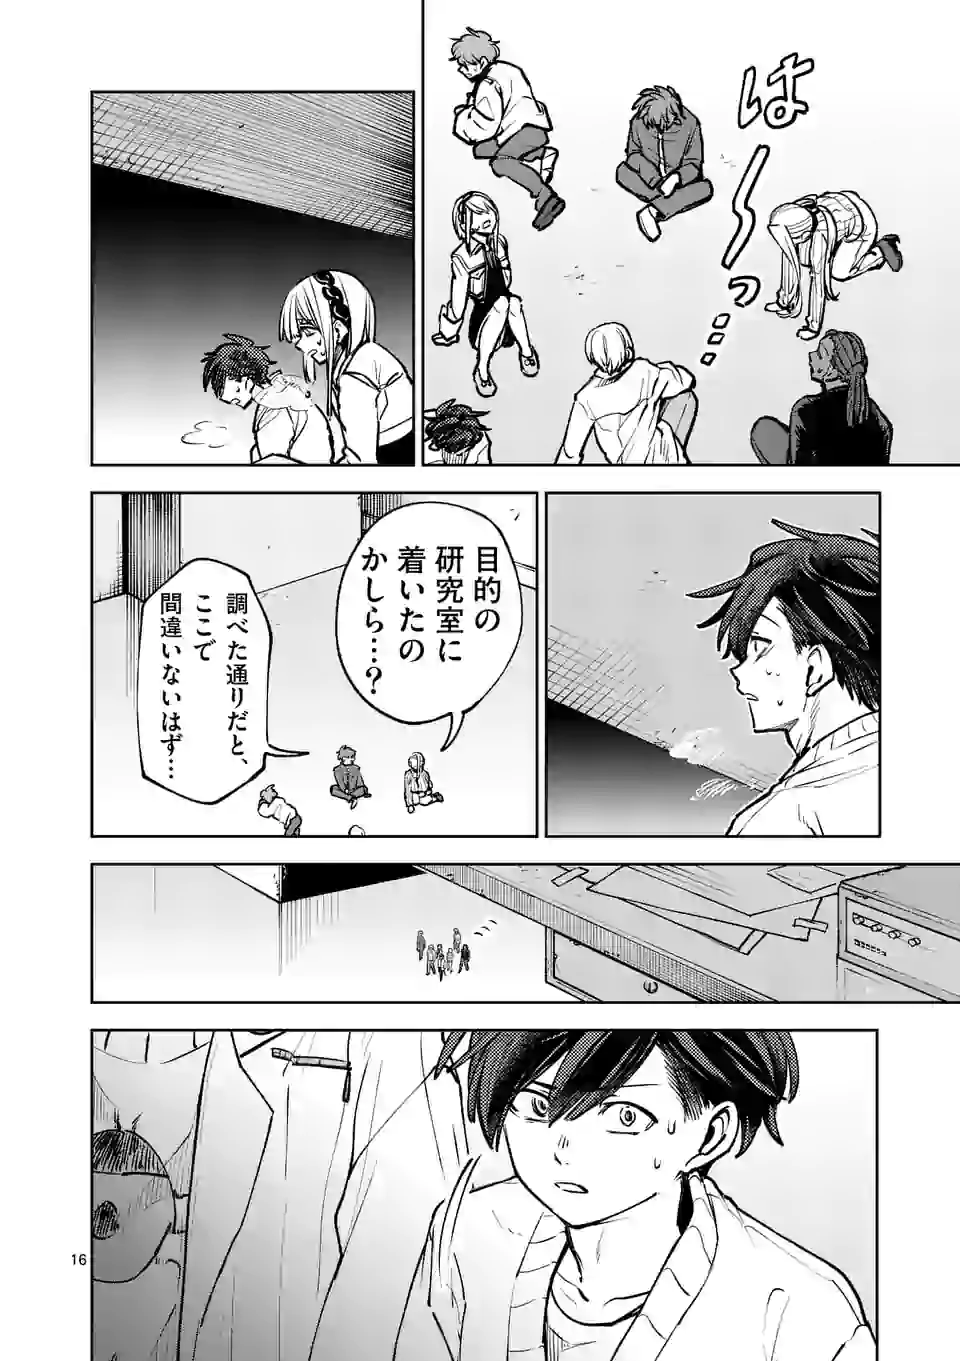 は〜っ…
目的の
研究室に
着いたの
かしら…?
調べた通りだと、
ここで
間違いないはず…
16